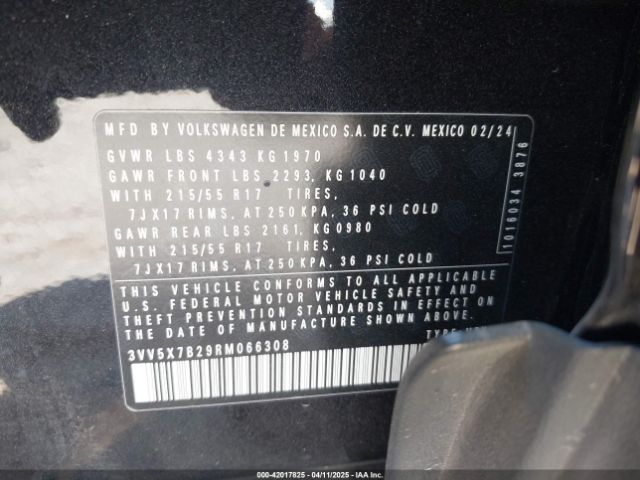 MFD BY VOLKSWAGEN DE MEXICO S.A. DE C.V. MEXICO 02/24
GVWR LBS 4343 KG 1970
GAWR FRONT LBS 2293, KG 1040
WITH 215/55 R17 TIRES,
7JX17 RIMS, AT 250 KPA, 36 PSI COLD
GAWR REAR LBS 2161, KG 0980
WITH 215/55 R17 TIRES,
7JX17 RIMS, AT 250 KPA, 36 PSI COLD
THIS VEHICLE CONFORMS TO ALL APPLICABLE
U.S. FEDERAL MOTOR VEHICLE SAFETY AND
THEFT PREVENTION STANDARDS IN EFFECT ON
THE DATE OF MANUFACTURE SHOWN ABOVE.
3VV5X7B29RM066308 TYPE
1016034 3876
000-42017825 - 04/11/2025 - IAAI.COM